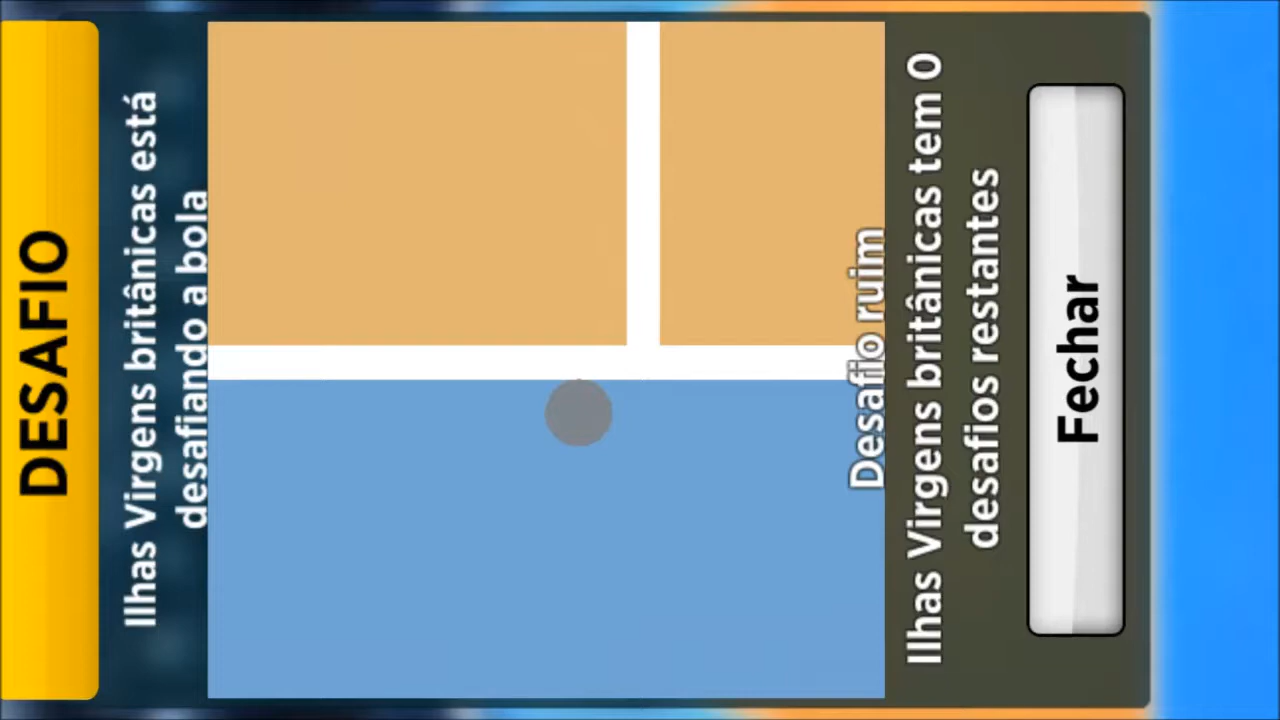 DESAFIO
Ilhas Virgens britânicas está
desafiando a bola
Desafio ruim
Ilhas Virgens britânicas tem 0
desafios restantes
Fechar